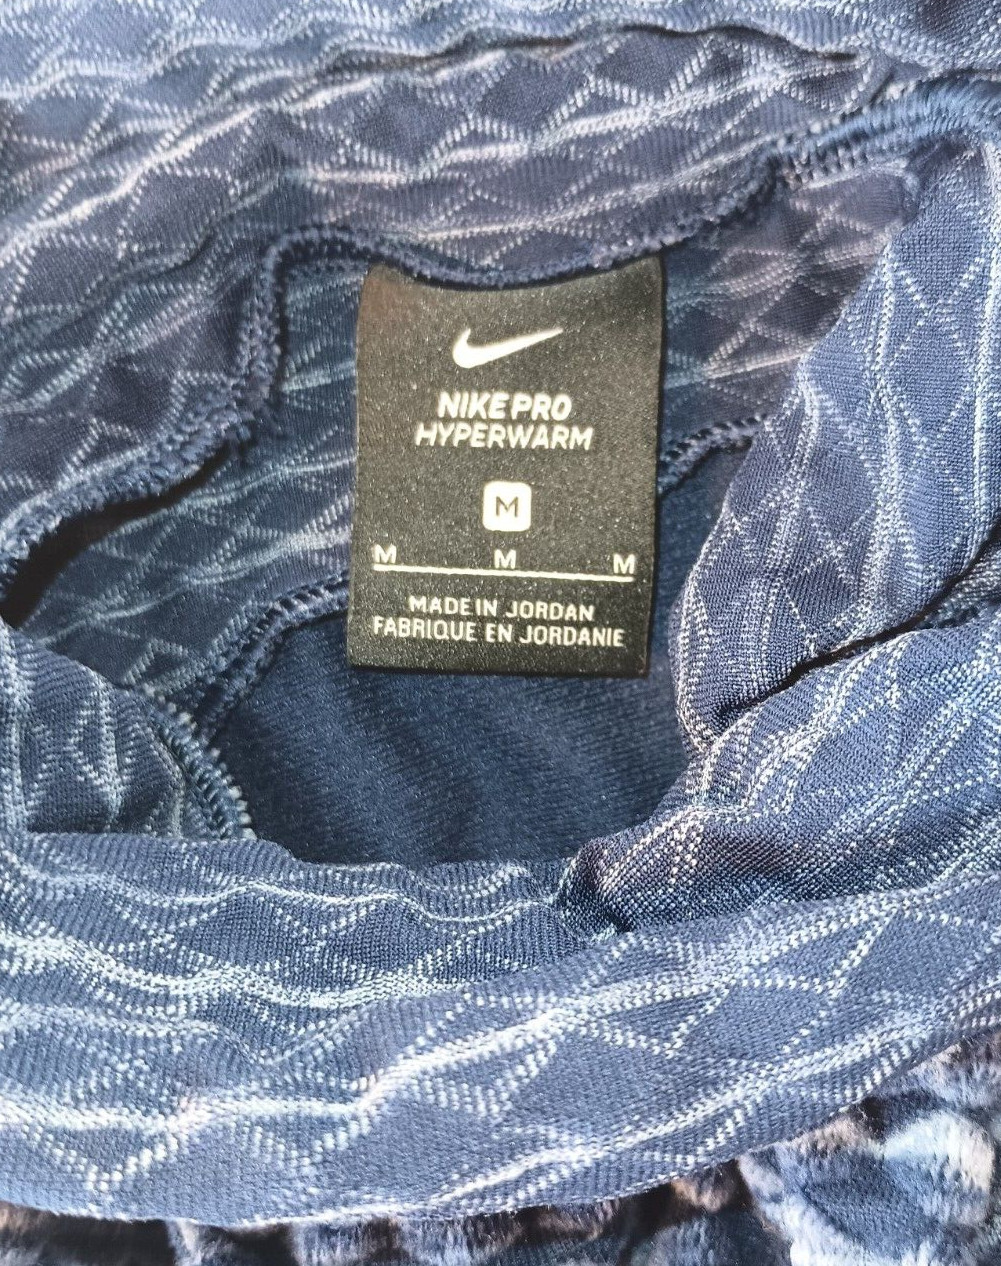 NIKE PRO
HYPERWARM
M
M M M
MADE IN JORDAN
FABRIQUE EN JORDANIE